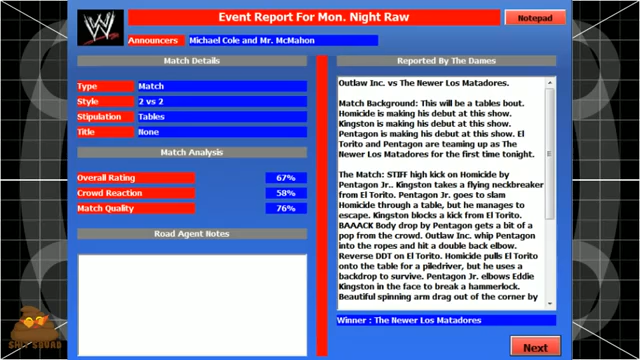 Event Report For Mon. Night Raw
Notepad
Announcers
Michael Cole and Mr. McMahon
Match Details
Type
Match
Style
2 vs 2
Stipulation
Tables
Title
None
Match Analysis
Overall Rating
67%
Crowd Reaction
58%
Match Quality
76%
Road Agent Notes
Reported By The Dames
Outlaw Inc. vs The Newer Los Matadores.
Match Background: This will be a tables bout.
Homicide is making his debut at this show.
Kingston is making his debut at this show.
Pentagon is making his debut at this show. El
Torito and Pentagon are teaming up as The
Newer Los Matadores for the first time tonight.
The Match: STIFF high kick on Homicide by
Pentagon Jr.. Kingston takes a flying neckbreaker
from El Torito. Pentagon Jr. goes to slam
Homicide through a table, but he manages to
escape. Kingston blocks a kick from El Torito.
BAAACK Body drop by Pentagon gets a bit of a
pop from the crowd. Outlaw Inc. whip Pentagon
into the ropes and hit a double back elbow.
Reverse DDT on El Torito. Homicide pulls El Torito
onto the table for a piledriver, but he uses a
backdrop to survive. Pentagon Jr. elbows Eddie
Kingston in the face to break a hammerlock.
Beautiful spinning arm drag out of the corner by
Winner : The Newer Los Matadores
Next
SHIT SQUAD